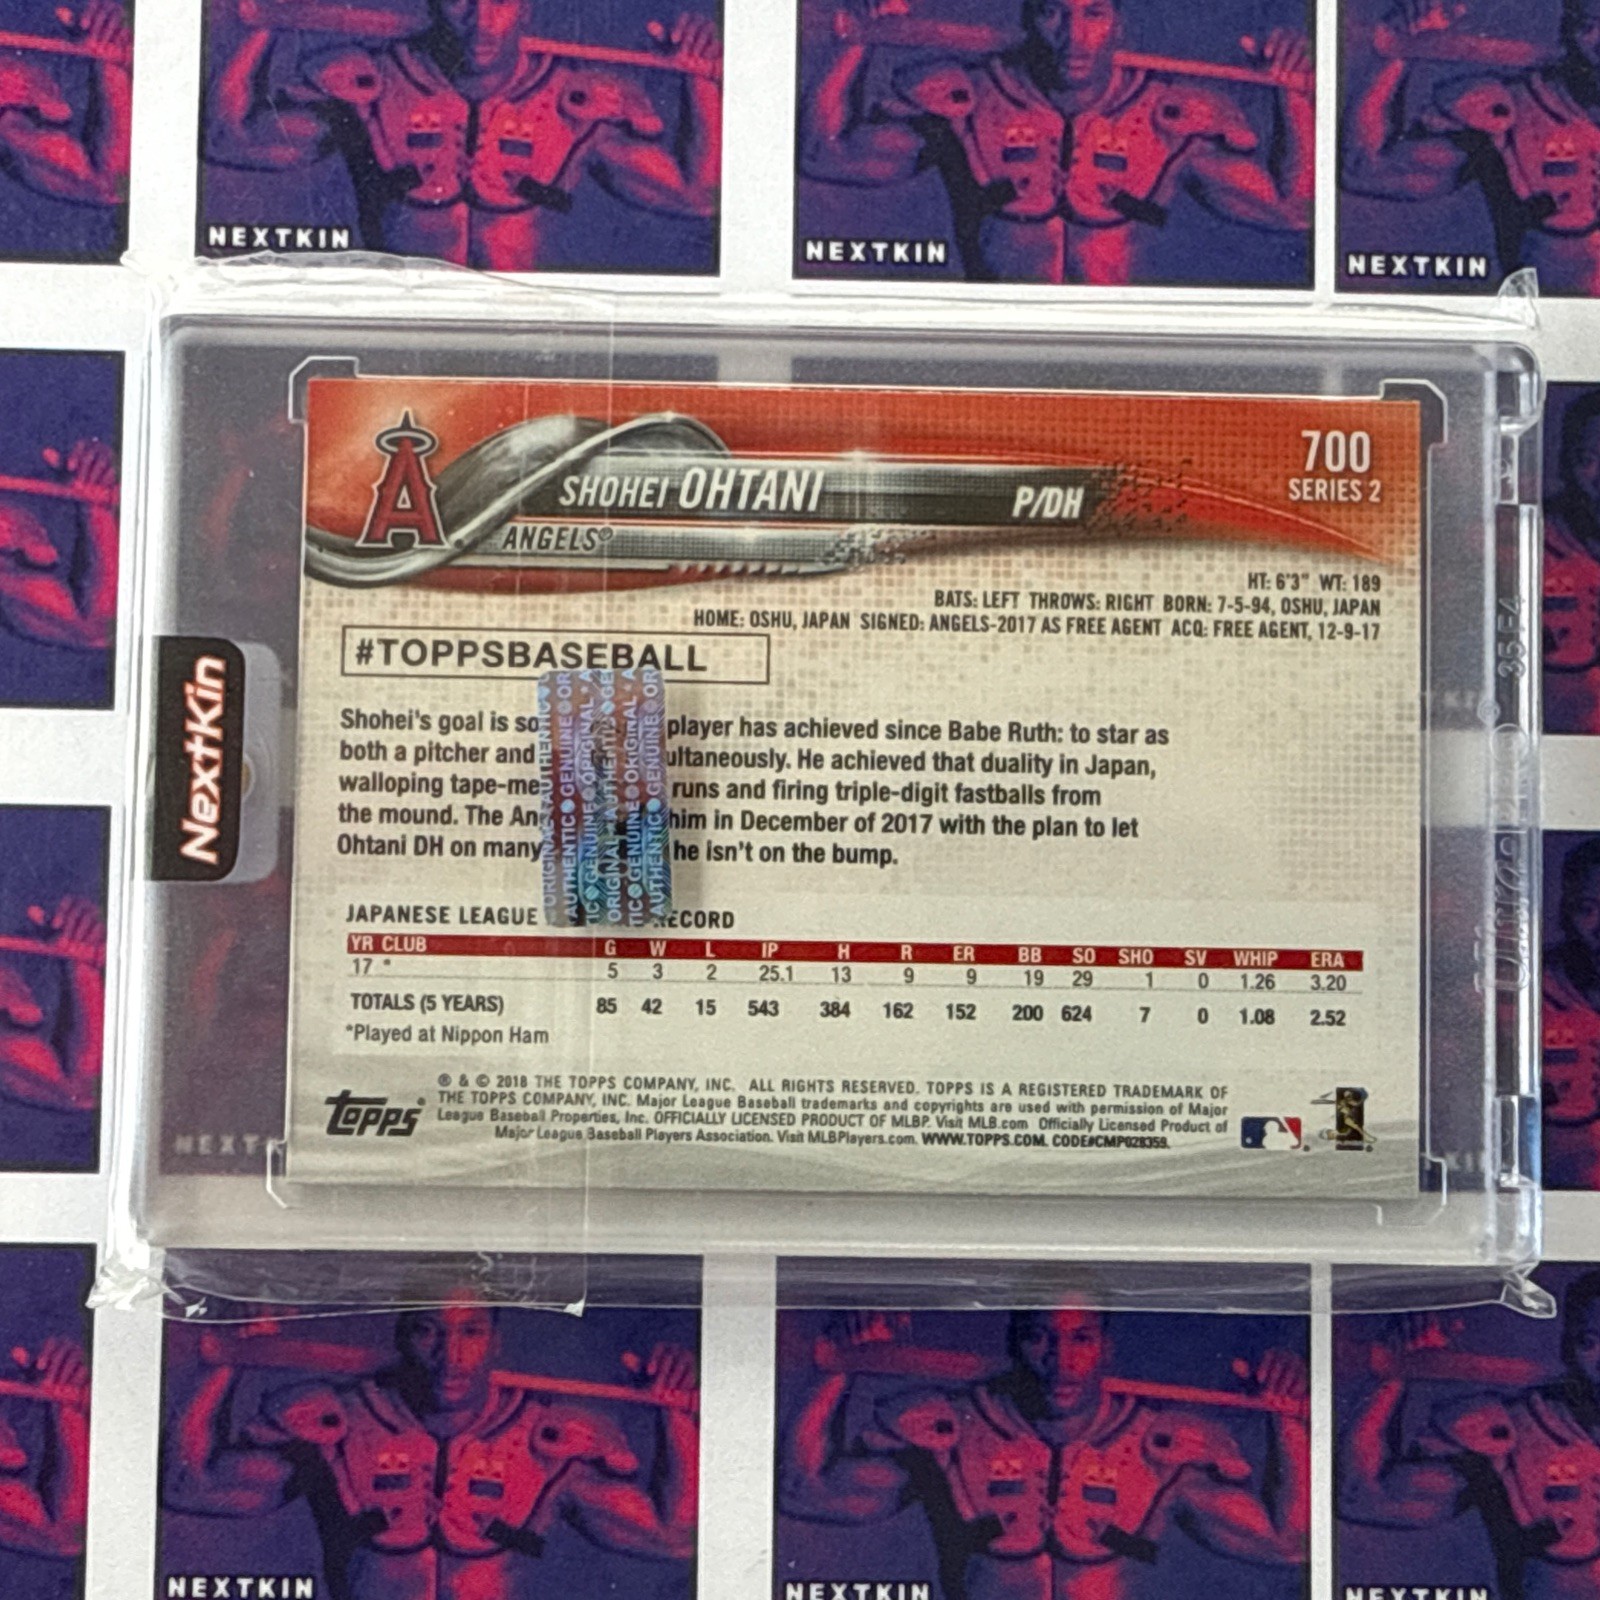 NEXTKIN
NEXTKIN
NEXTKIN
SHOHEI OHTANI
P/DH
700
SERIES 2
ANGELS®
HT: 6'3" WT: 189
BATS: LEFT THROWS: RIGHT BORN: 7-5-94, OSHU, JAPAN
HOME: OSHU, JAPAN SIGNED: ANGELS-2017 AS FREE AGENT ACQ: FREE AGENT, 12-9-17
#TOPPSBASEBALL
NextKin
Shohei's goal is so player has achieved since Babe Ruth: to star as
both a pitcher and ultaneously. He achieved that duality in Japan,
walloping tape-me runs and firing triple-digit fastballs from
the mound. The An him in December of 2017 with the plan to let
Ohtani DH on many he isn't on the bump.
ORIGINAL AUTHENTIC GENUINE
JAPANESE LEAGUE ECORD
YR CLUB G W L IP H R ER BB SO SHO SV WHIP ERA
17 * 5 3 2 25.1 13 9 9 19 29 1 0 1.26 3.20
TOTALS (5 YEARS) 85 42 15 543 384 162 152 200 624 7 0 1.08 2.52
*Played at Nippon Ham
Topps
® & © 2018 THE TOPPS COMPANY, INC. ALL RIGHTS RESERVED. TOPPS IS A REGISTERED TRADEMARK OF
THE TOPPS COMPANY, INC. Major League Baseball trademarks and copyrights are used with permission of Major
League Baseball Properties, Inc. OFFICIALLY LICENSED PRODUCT OF MLBP. Visit MLB.com Officially Licensed Product of
Major League Baseball Players Association. Visit MLBPlayers.com. WWW.TOPPS.COM. CODE#CMP028359.
NEXTKIN
NEXTKIN
NEXTKIN